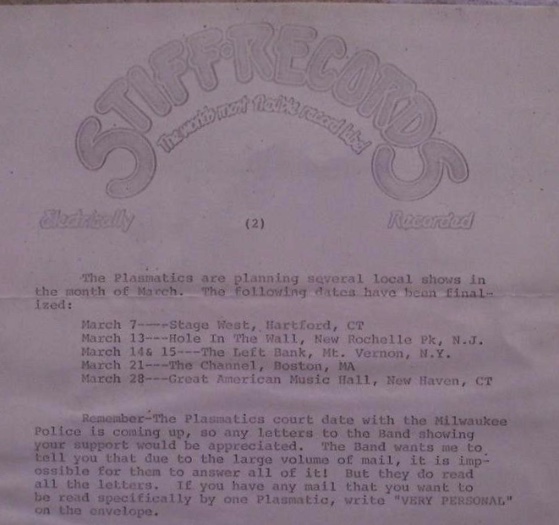 STIFF·RECORDS
The world's most flexible record label
Electrically
(2)
Recorded
The Plasmatics are planning several local shows in
the month of March. The following dates have been final-
ized:
March 7----Stage West, Hartford, CT
March 13---Hole In The Wall, New Rochelle Pk, N.J.
March 14& 15---The Left Bank, Mt. Vernon, N.Y.
March 21---The Channel, Boston, MA
March 28---Great American Music Hall, New Haven, CT
Remember-The Plasmatics court date with the Milwaukee
Police is coming up, so any letters to the Band showing
your support would be appreciated. The Band wants me to
tell you that due to the large volume of mail, it is imp-
ossible for them to answer all of it! But they do read
all the letters. If you have any mail that you want to
be read specifically by one Plasmatic, write "VERY PERSONAL"
on the envelope.